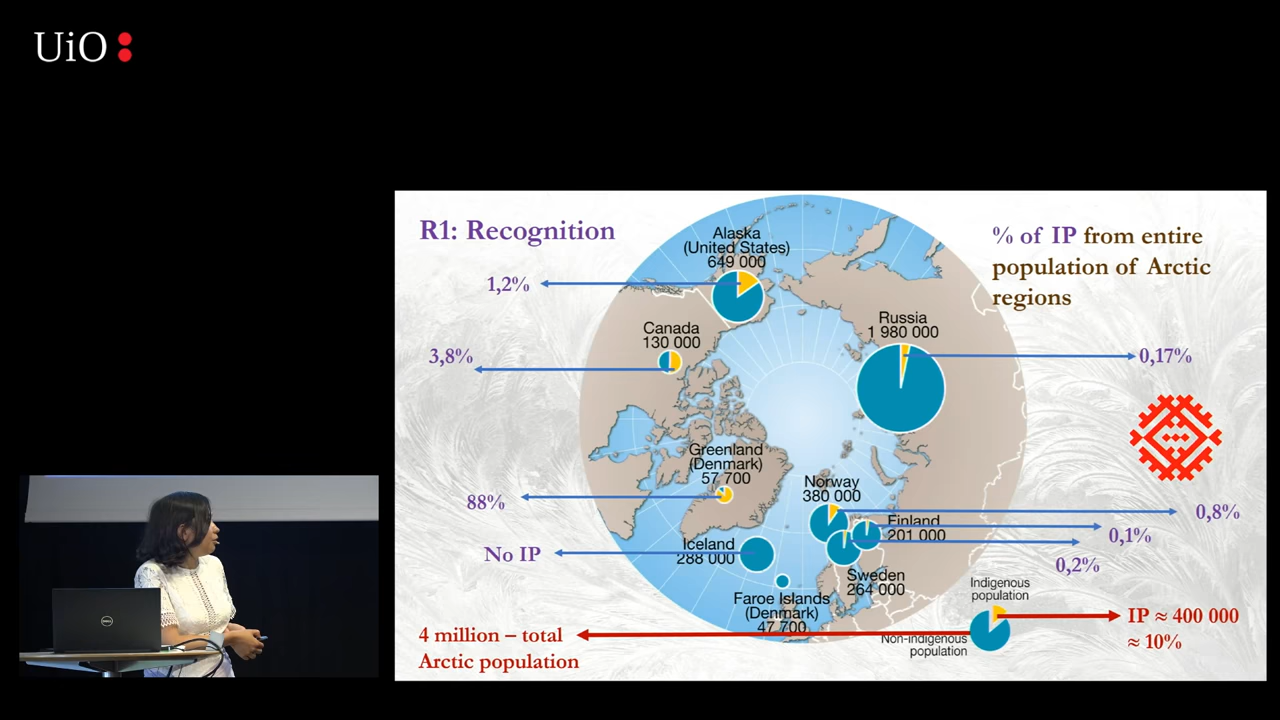 UiO
R1: Recognition
% of IP from entire
population of Arctic
regions
Alaska
(United States)
649 000
1,2%
Canada
130 000
3,8%
Russia
1 980 000
0,17%
Greenland
(Denmark)
57 700
88%
Norway
380 000
0,8%
Finland
201 000
0,1%
No IP
Iceland
288 000
0,2%
Sweden
264 000
Faroe Islands
(Denmark)
47 700
Indigenous
population
IP ≈ 400 000
≈ 10%
4 million – total
Arctic population
Non-indigenous
population
DELL